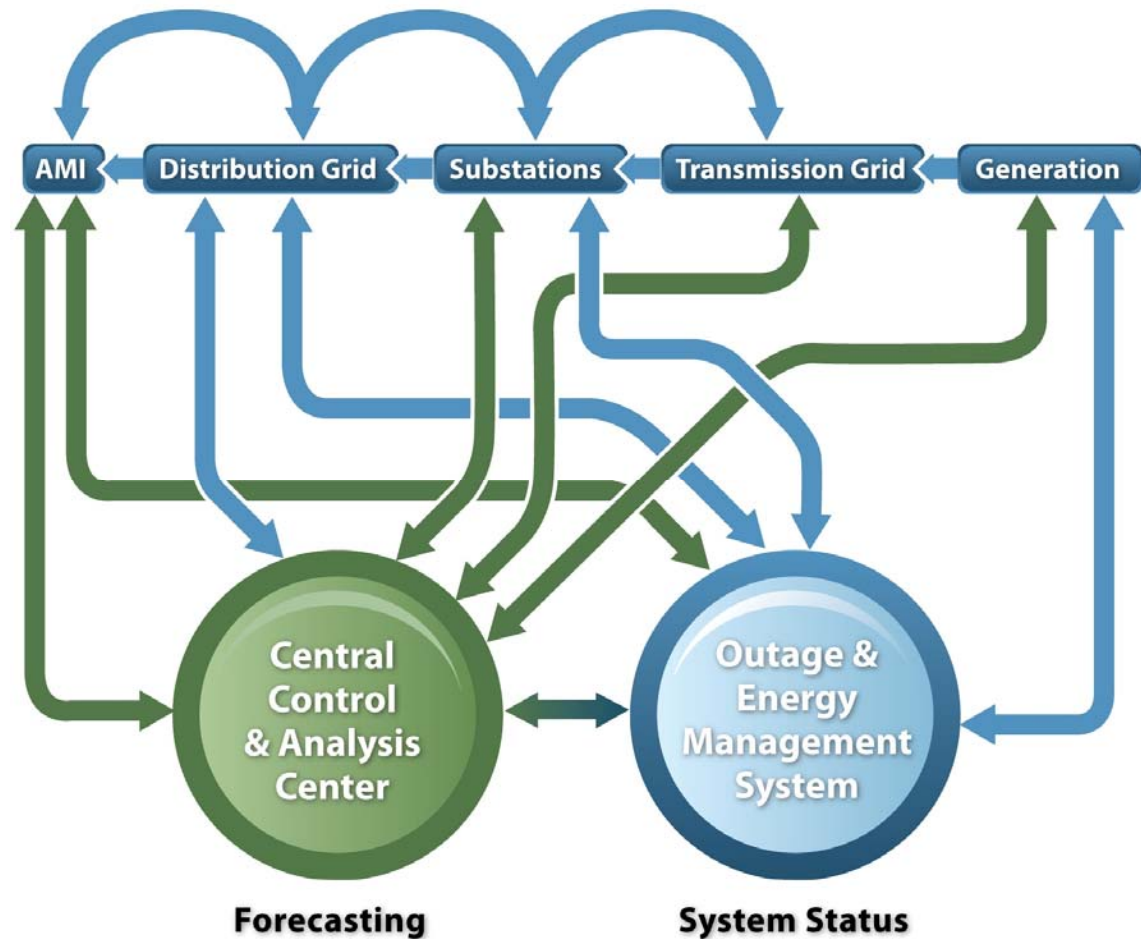 AMI
Distribution Grid
Substations
Transmission Grid
Generation
Central
Control
& Analysis
Center
Outage &
Energy
Management
System
Forecasting
System Status